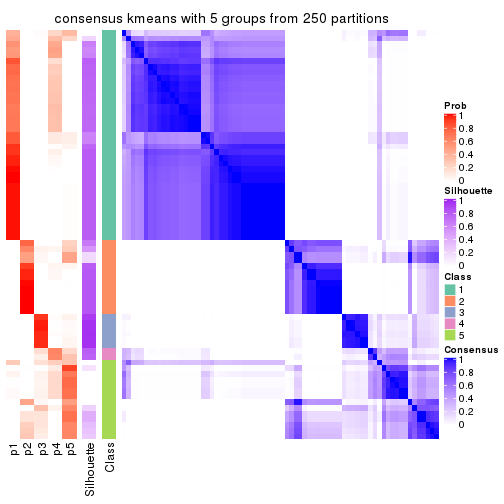 consensus kmeans with 5 groups from 250 partitions
Prob
1
0.8
0.6
0.4
0.2
0
Silhouette
1
0.8
0.6
0.4
0.2
0
Class
1
2
3
4
5
Consensus
1
0.8
0.6
0.4
0.2
0
p1
p2
p3
p4
p5
Silhouette
Class